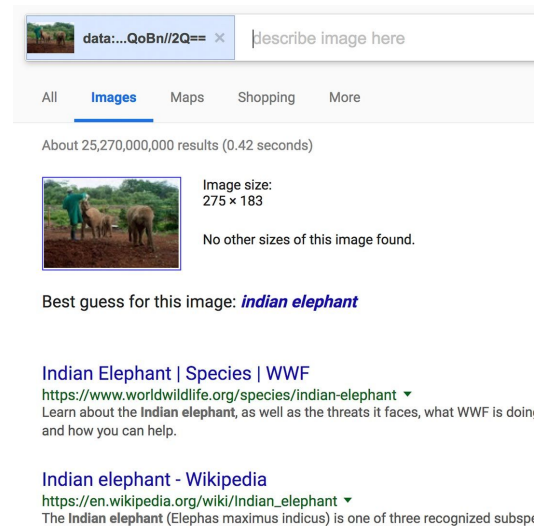 data:...QoBn//2Q== × describe image here
All Images Maps Shopping More
About 25,270,000,000 results (0.42 seconds)
Image size:
275 × 183
No other sizes of this image found.
Best guess for this image: indian elephant
Indian Elephant | Species | WWF
https://www.worldwildlife.org/species/indian-elephant ▼
Learn about the Indian elephant, as well as the threats it faces, what WWF is doing
and how you can help.
Indian elephant - Wikipedia
https://en.wikipedia.org/wiki/Indian_elephant ▼
The Indian elephant (Elephas maximus indicus) is one of three recognized subspe